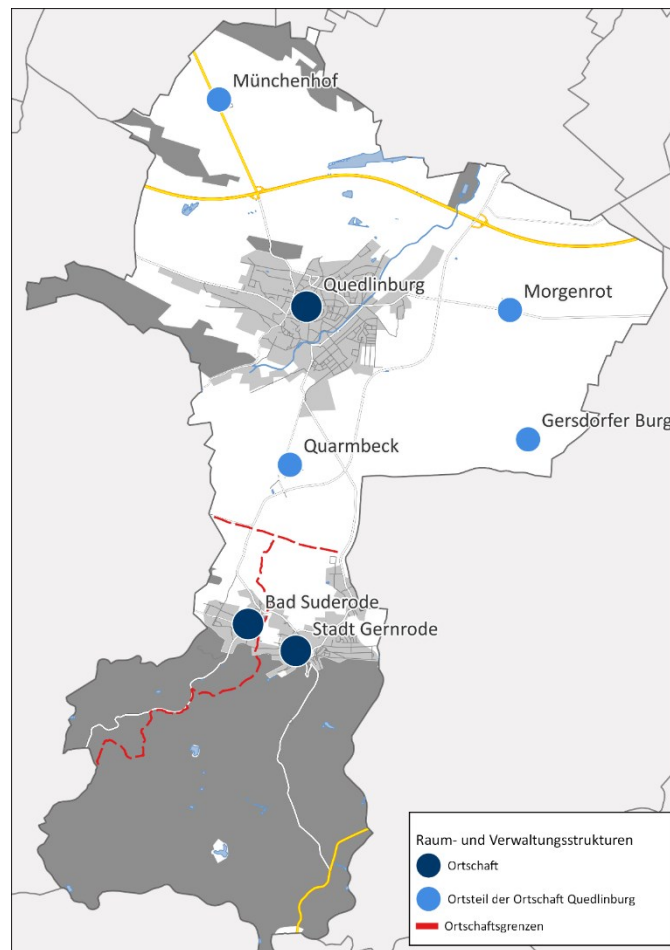 Münchenhof
Quedlinburg
Morgenrot
Gersdorfer Burg
Quarmbeck
Bad Suderode
Stadt Gernrode
Raum- und Verwaltungsstrukturen
Ortschaft
Ortsteil der Ortschaft Quedlinburg
Ortschaftsgrenzen